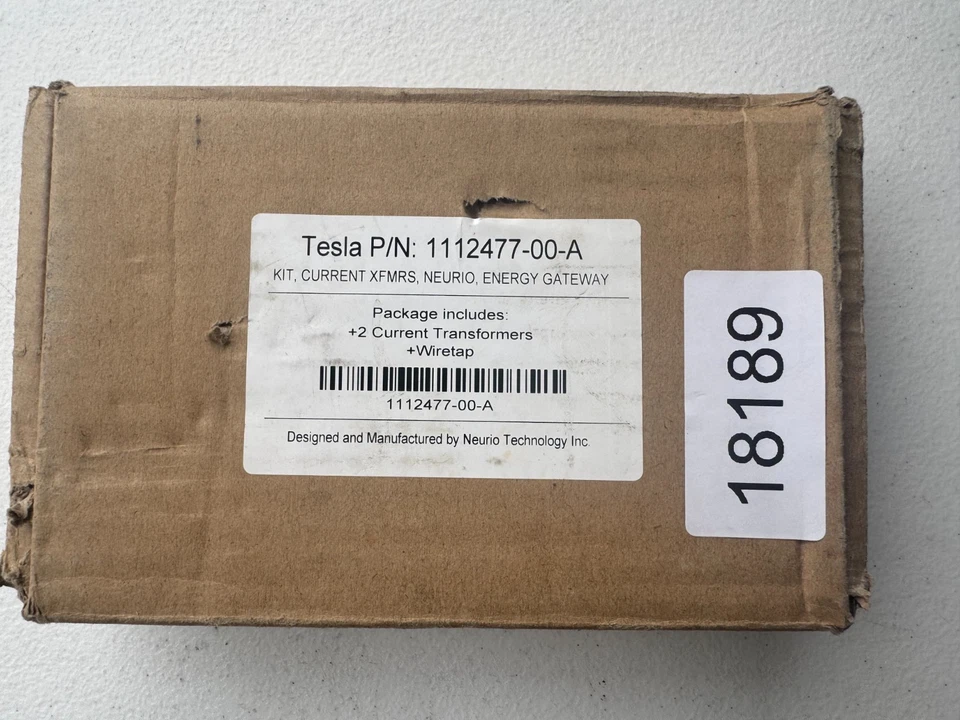 Tesla P/N: 1112477-00-A
KIT, CURRENT XFMRS, NEURIO, ENERGY GATEWAY
Package includes:
+2 Current Transformers
+Wiretap
1112477-00-A
Designed and Manufactured by Neurio Technology Inc.
18189